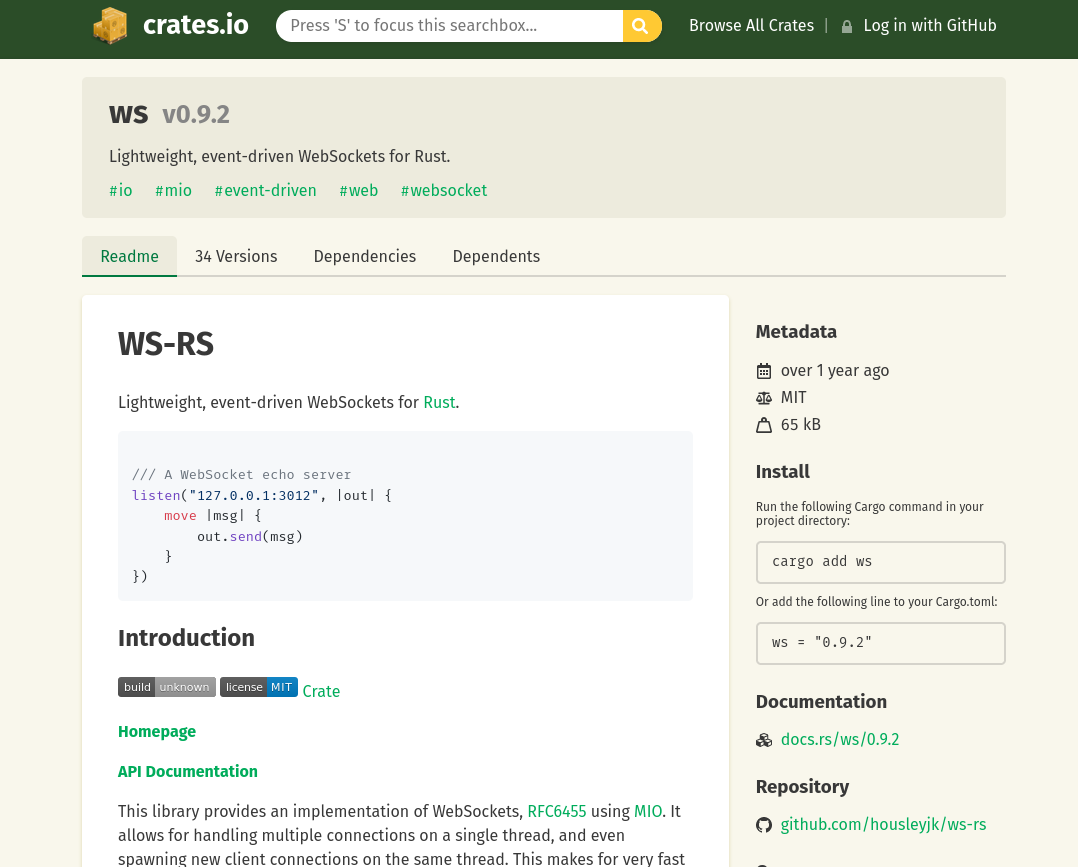 crates.io
Press 'S' to focus this searchbox...
Browse All Crates | Log in with GitHub
ws v0.9.2
Lightweight, event-driven WebSockets for Rust.
#io #mio #event-driven #web #websocket
Readme 34 Versions Dependencies Dependents
WS-RS
Lightweight, event-driven WebSockets for Rust.
/// A WebSocket echo server
listen("127.0.0.1:3012", |out| {
    move |msg| {
        out.send(msg)
    }
})
Introduction
build unknown license MIT Crate
Homepage
API Documentation
This library provides an implementation of WebSockets, RFC6455 using MIO. It
allows for handling multiple connections on a single thread, and even
spawning new client connections on the same thread. This makes for very fast
Metadata
over 1 year ago
MIT
65 kB
Install
Run the following Cargo command in your
project directory:
cargo add ws
Or add the following line to your Cargo.toml:
ws = "0.9.2"
Documentation
docs.rs/ws/0.9.2
Repository
github.com/housleyjk/ws-rs